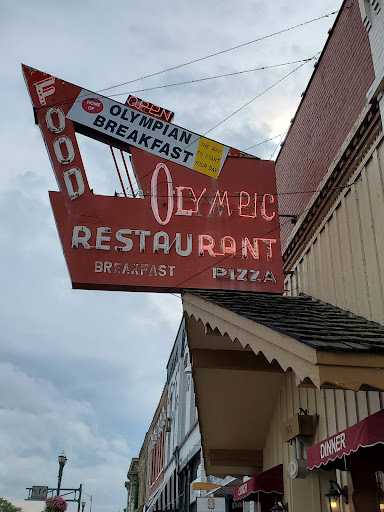 FOOD
OPEN
HOME OF
OLYMPIAN
BREAKFAST
THE WAY
TO START
YOUR DAY
OLYMPIC
RESTAURANT
BREAKFAST PIZZA
DINNER